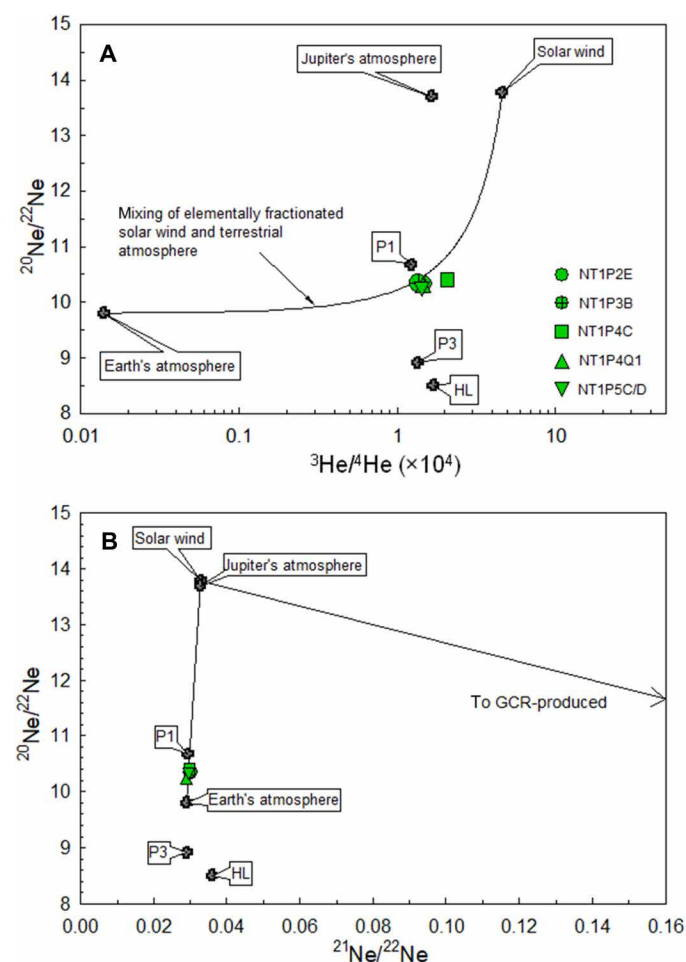 15
14
13
12
11
10
9
8
A
Jupiter's atmosphere
Solar wind
Mixing of elementally fractionated
solar wind and terrestrial
atmosphere
P1
P3
HL
Earth's atmosphere
NT1P2E
NT1P3B
NT1P4C
NT1P4Q1
NT1P5C/D
²⁰Ne/²²Ne
0.01
0.1
1
10
³He/⁴He (×10⁴)
15
14
13
12
11
10
9
8
B
Solar wind
Jupiter's atmosphere
To GCR-produced
P1
Earth's atmosphere
P3
HL
²⁰Ne/²²Ne
0.00
0.02
0.04
0.06
0.08
0.10
0.12
0.14
0.16
²¹Ne/²²Ne